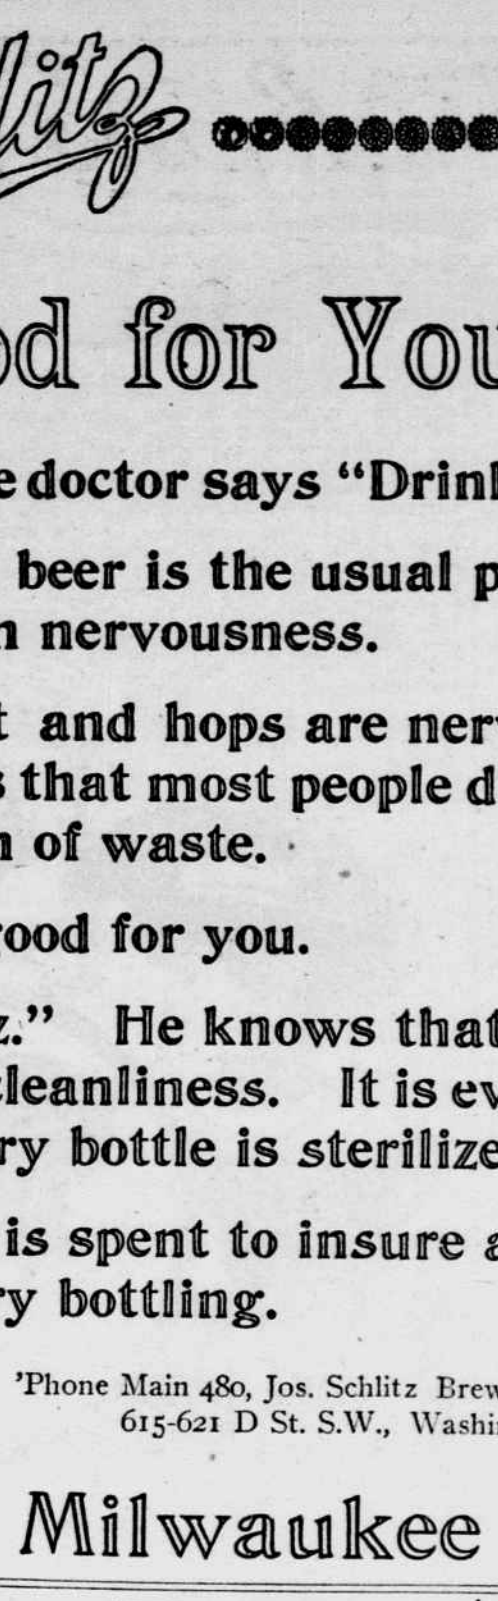 litz
od for You
e doctor says “Drin
beer is the usual p
n nervousness.
t and hops are ner
s that most people d
n of waste.
ood for you.
z.” He knows that
cleanliness. It is ev
ry bottle is sterilize
is spent to insure a
ry bottling.
’Phone Main 480, Jos. Schlitz Brew
615-621 D St. S.W., Washi
Milwaukee